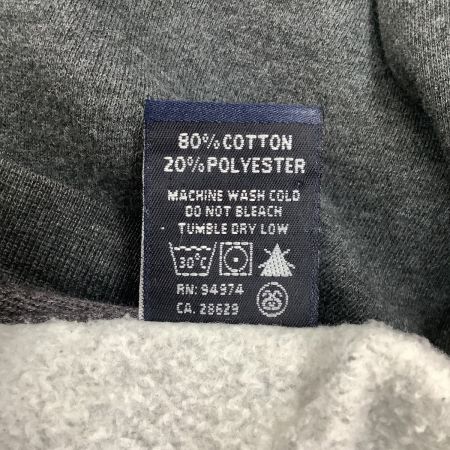 80% COTTON
20% POLYESTER
MACHINE WASH COLD
DO NOT BLEACH
TUMBLE DRY LOW
30°C
RN: 94974
CA. 28629